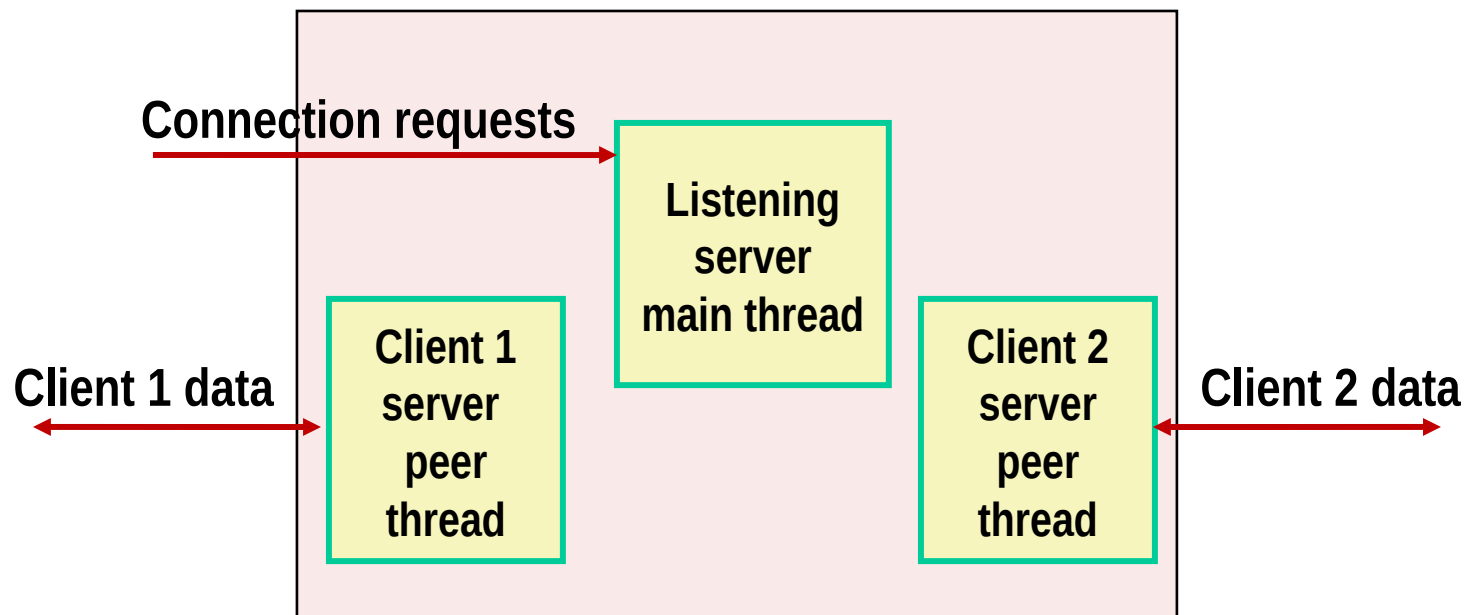 Connection requests
Listening
server
main thread
Client 1
server
peer
thread
Client 2
server
peer
thread
Client 1 data
Client 2 data